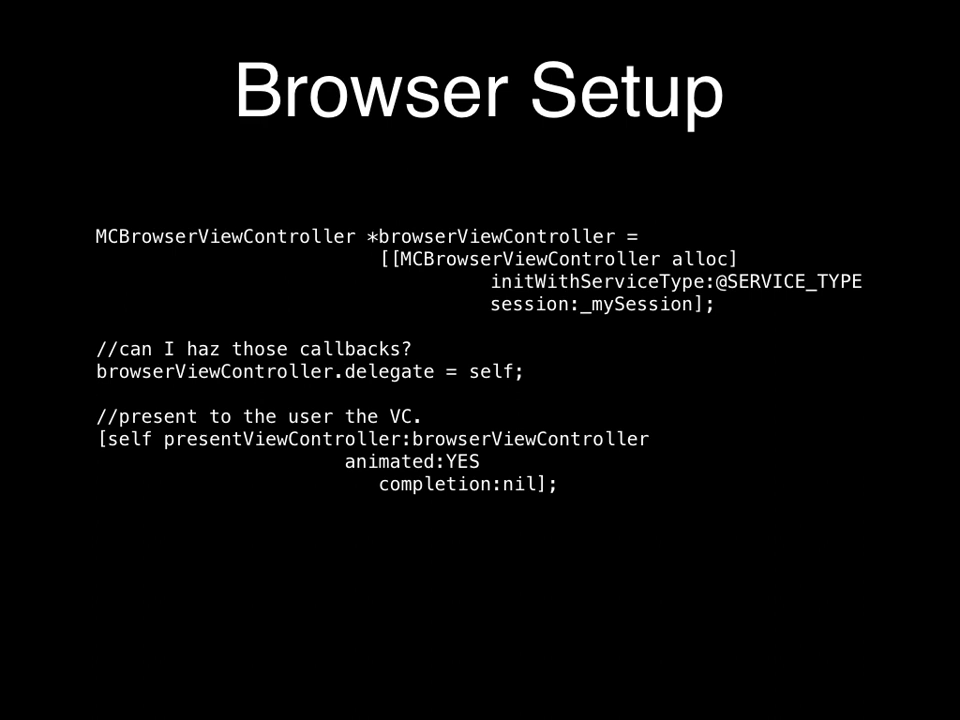 Browser Setup
MCBrowserViewController *browserViewController =
[[MCBrowserViewController alloc]
initWithServiceType:@SERVICE_TYPE
session:_mySession];
//can I haz those callbacks?
browserViewController.delegate = self;
//present to the user the VC.
[self presentViewController:browserViewController
animated:YES
completion:nil];